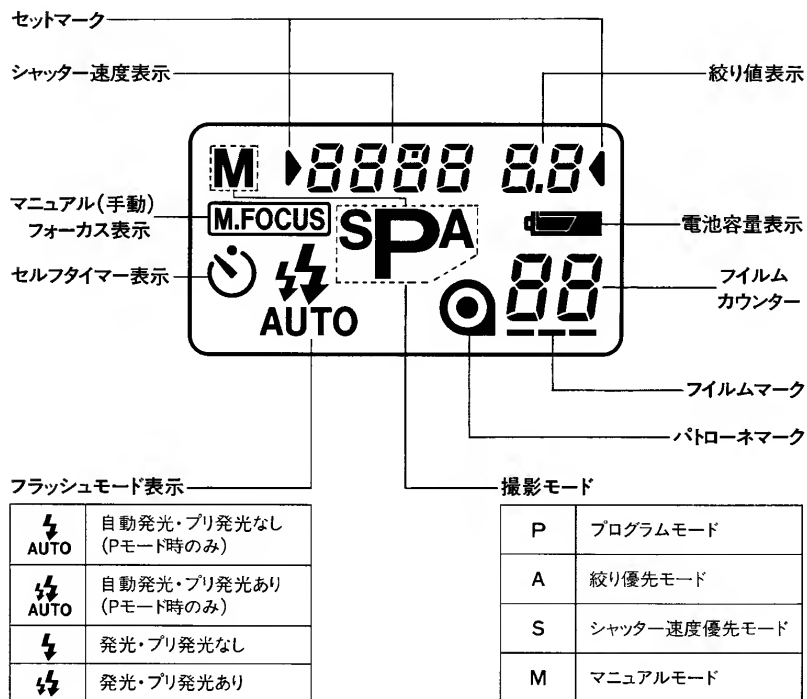 セットマーク
シャッター速度表示
絞り値表示
M 8888 8.8
マニュアル(手動)
フォーカス表示
M.FOCUS
SPA
電池容量表示
セルフタイマー表示
AUTO
88
フイルム
カウンター
フイルムマーク
パトローネマーク
フラッシュモード表示
AUTO
自動発光・プリ発光なし
(Pモード時のみ)
AUTO
自動発光・プリ発光あり
(Pモード時のみ)
発光・プリ発光なし
発光・プリ発光あり
撮影モード
P プログラムモード
A 絞り優先モード
S シャッター速度優先モード
M マニュアルモード